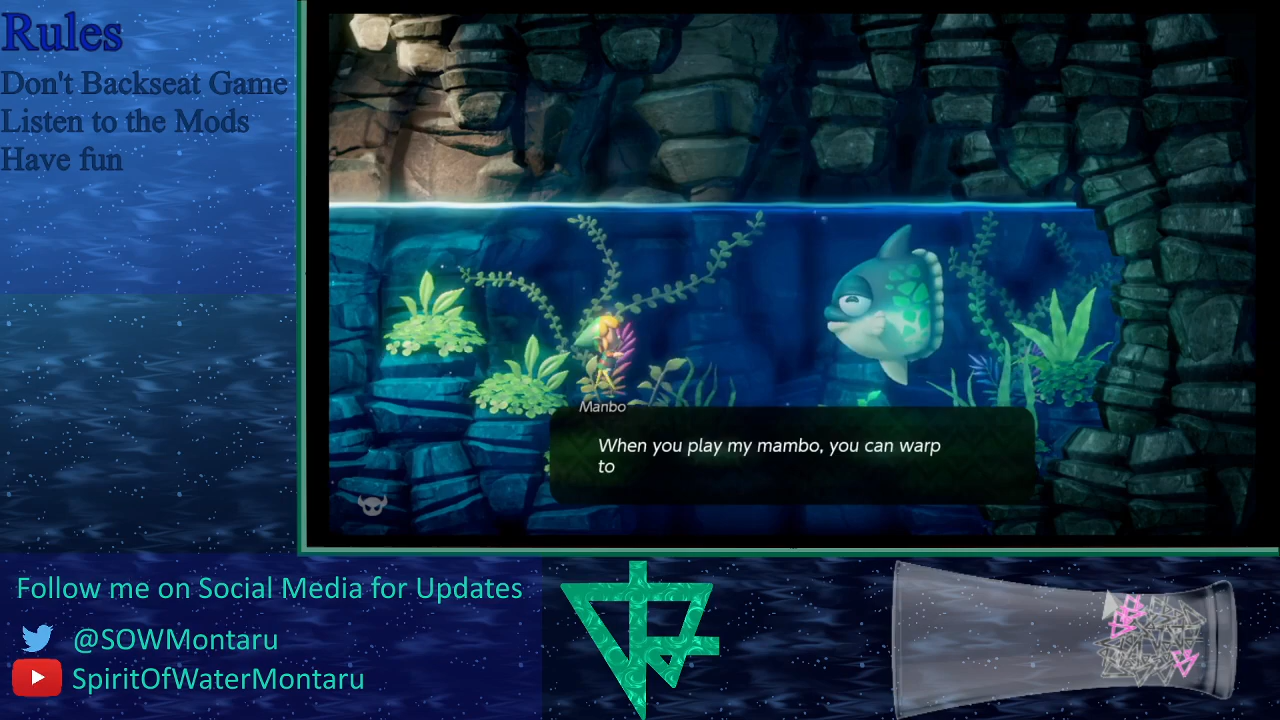 Rules
Don't Backseat Game
Listen to the Mods
Have fun
Manbo
When you play my mambo, you can warp
to
Follow me on Social Media for Updates
@SOWMontaru
SpiritOfWaterMontaru